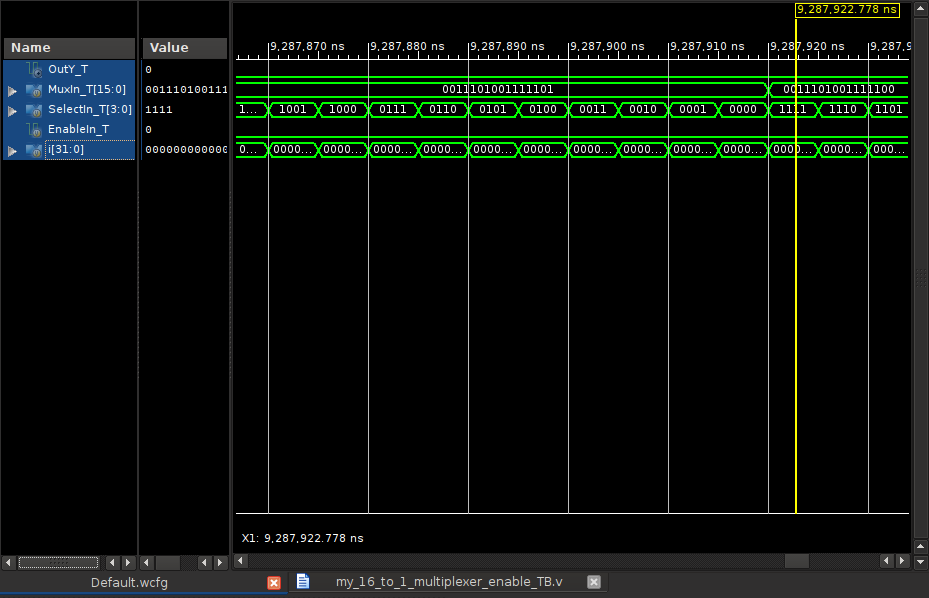 9,287,922.778 ns
Name Value
9,287,870 ns 9,287,880 ns 9,287,890 ns 9,287,900 ns 9,287,910 ns 9,287,920 ns 9,287,9
OutY_T 0
MuxIn_T[15:0] 001110100111 0011101001111101 0011101001111100
SelectIn_T[3:0] 1111 1... 1001 1000 0111 0110 0101 0100 0011 0010 0001 0000 1111 1110 1101
EnableIn_T 0
i[31:0] 000000000000 0... 0000... 0000... 0000... 0000... 0000... 0000... 0000... 0000... 0000... 0000... 0000... 0000... 000...
X1: 9,287,922.778 ns
Default.wcfg my_16_to_1_multiplexer_enable_TB.v